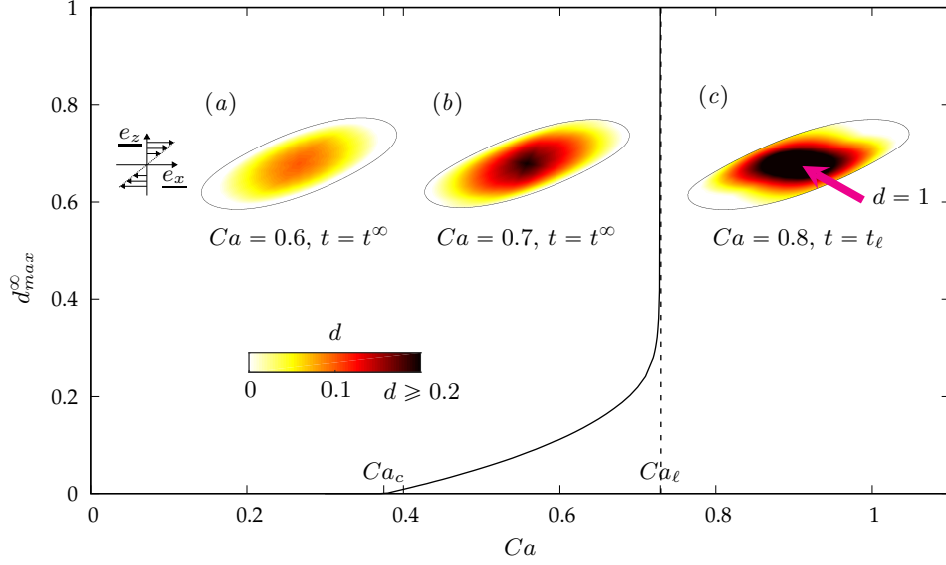 1
0.8
0.6
0.4
0.2
0
d_{max}^∞
(a)
(b)
(c)
e_z
e_x
d = 1
Ca = 0.6, t = t^∞
Ca = 0.7, t = t^∞
Ca = 0.8, t = t_ℓ
d
0 0.1 d ⩾ 0.2
Ca_c
Ca_ℓ
0 0.2 0.4 0.6 0.8 1
Ca